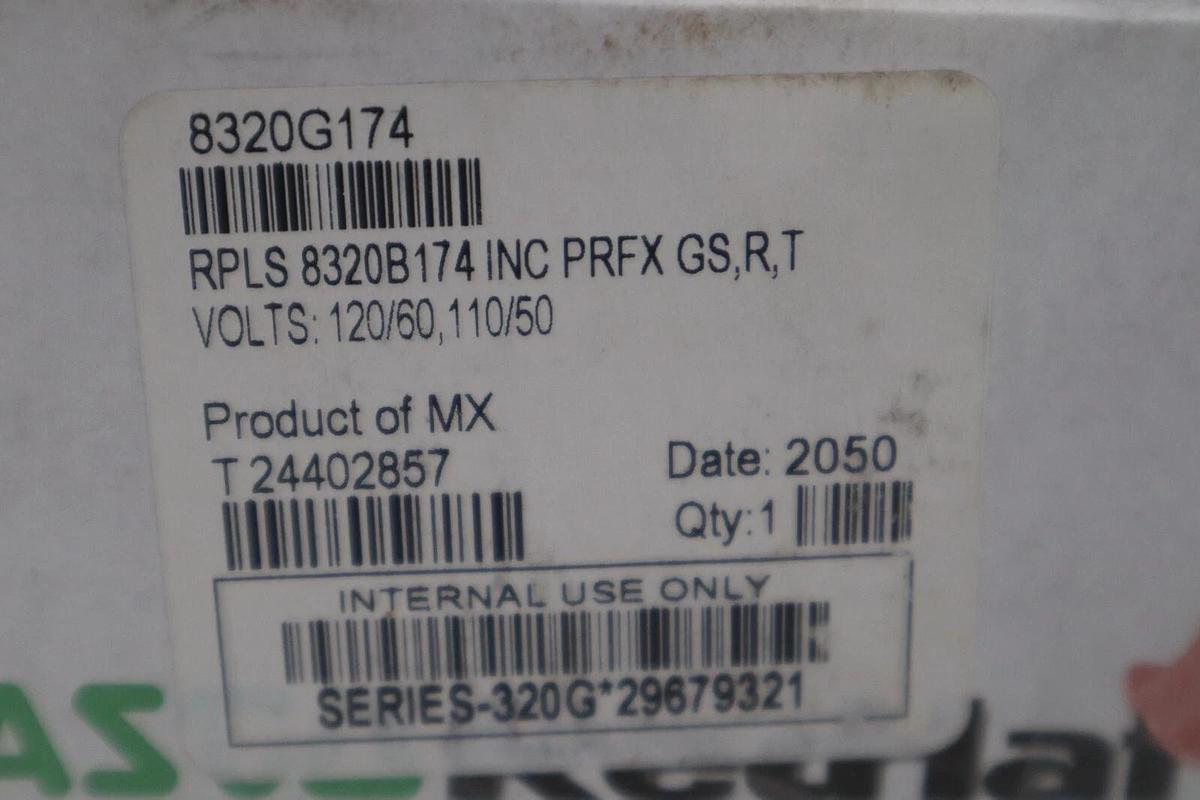 8320G174
RPLS 8320B174 INC PRFX GS,R,T
VOLTS: 120/60,110/50
Product of MX
T 24402857
Date: 2050
Qty:1
INTERNAL USE ONLY
SERIES-320G*29679321